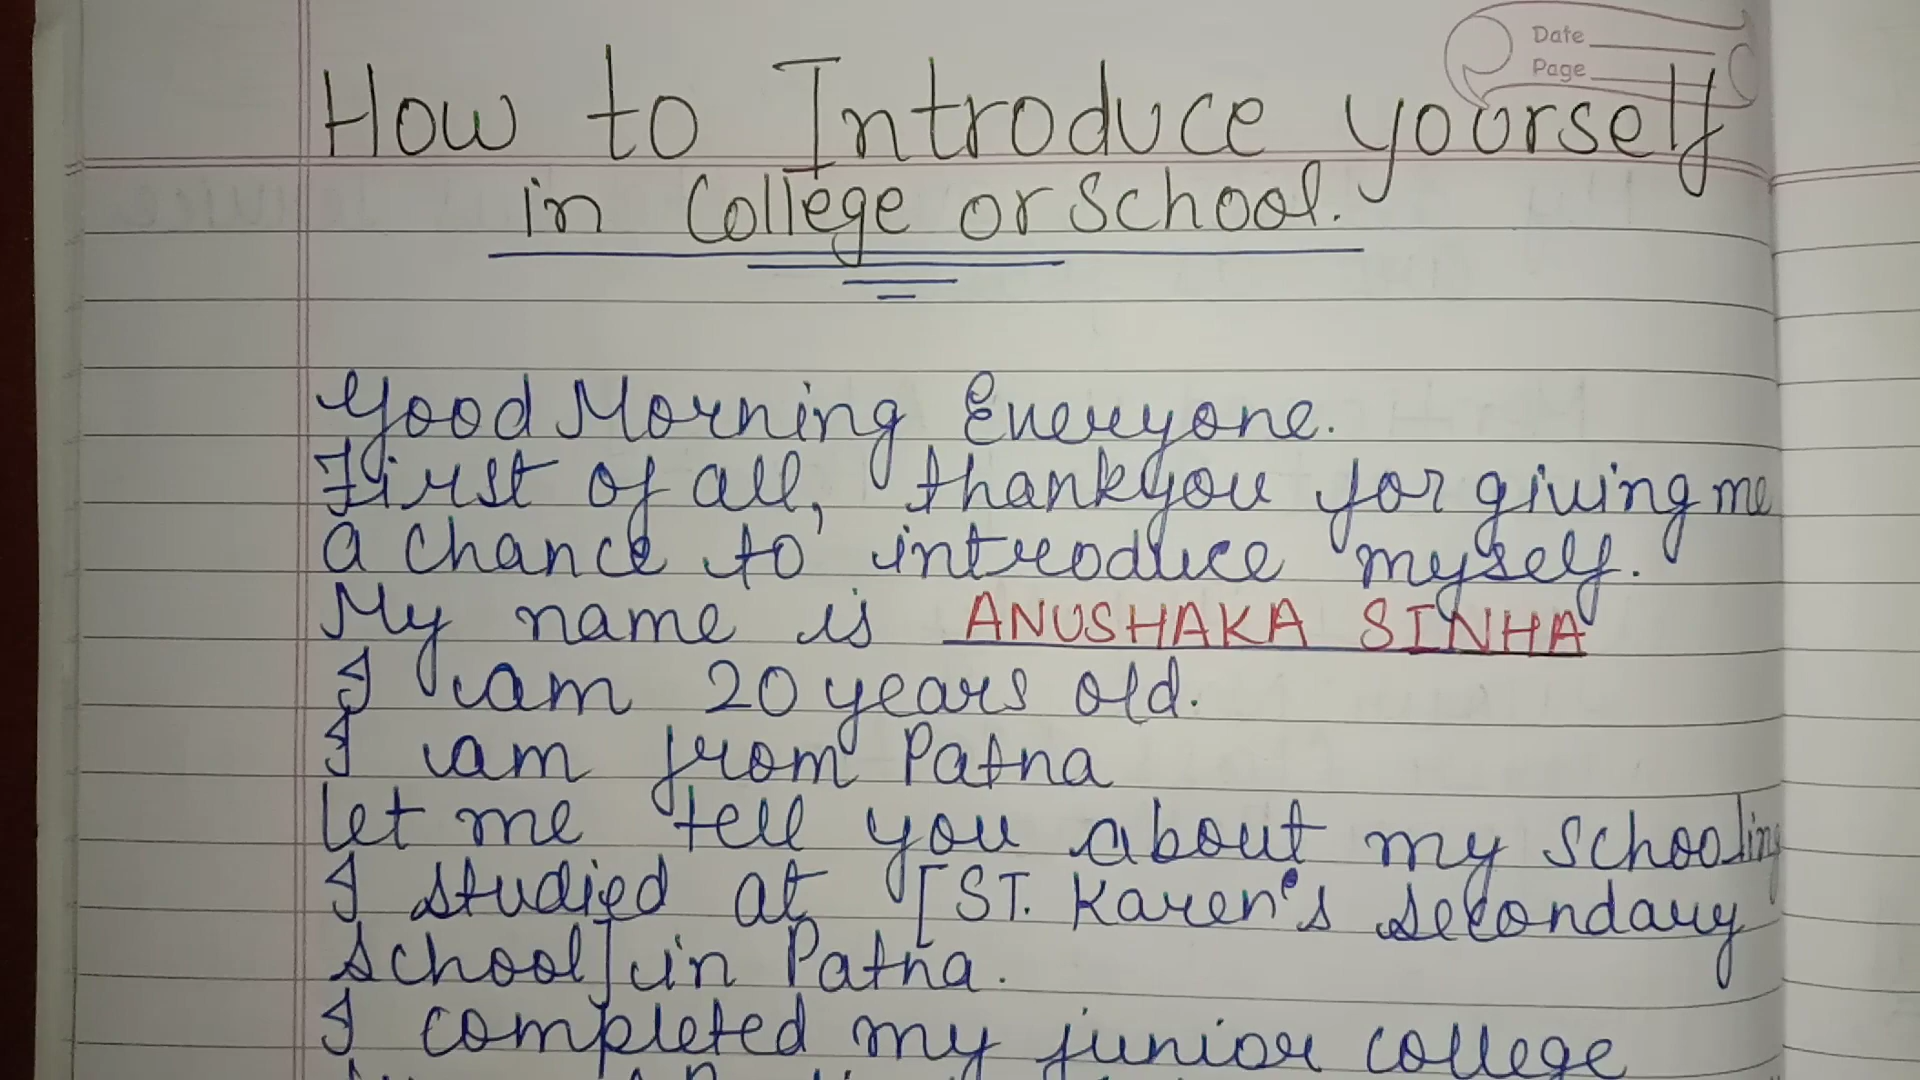 Date
Page
How to Introduce yourself
in College or School.
Good Morning Everyone.
First of all, thankyou for giving me
a chance to introduce myself.
My name is ANUSHAKA SINHA
I am 20 years old.
I am from Patna
let me tell you about my schooling
I studied at [ST. Karen's secondary
school] in Patna.
I completed my junior college